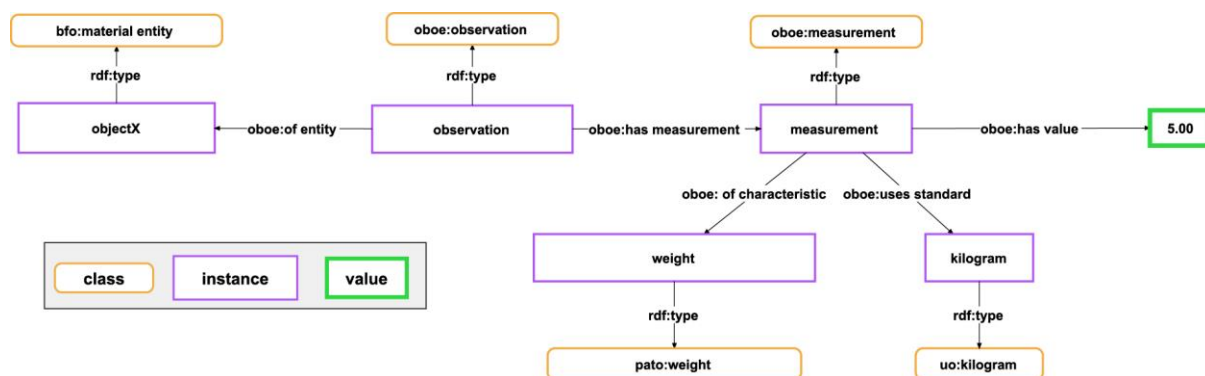 bfo:material entity
oboe:observation
oboe:measurement
rdf:type
rdf:type
rdf:type
objectX
oboe:of entity
observation
oboe:has measurement
measurement
oboe:has value
5.00
oboe: of characteristic
oboe:uses standard
weight
kilogram
class
instance
value
rdf:type
rdf:type
pato:weight
uo:kilogram